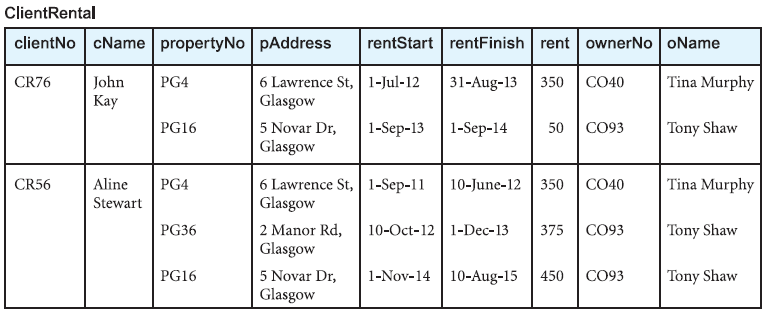 ClientRental
clientNo cName propertyNo pAddress rentStart rentFinish rent ownerNo oName
CR76 John PG4 6 Lawrence St, 1-Jul-12 31-Aug-13 350 CO40 Tina Murphy
Kay Glasgow
PG16 5 Novar Dr, 1-Sep-13 1-Sep-14 50 CO93 Tony Shaw
Glasgow
CR56 Aline PG4 6 Lawrence St, 1-Sep-11 10-June-12 350 CO40 Tina Murphy
Stewart Glasgow
PG36 2 Manor Rd, 10-Oct-12 1-Dec-13 375 CO93 Tony Shaw
Glasgow
PG16 5 Novar Dr, 1-Nov-14 10-Aug-15 450 CO93 Tony Shaw
Glasgow